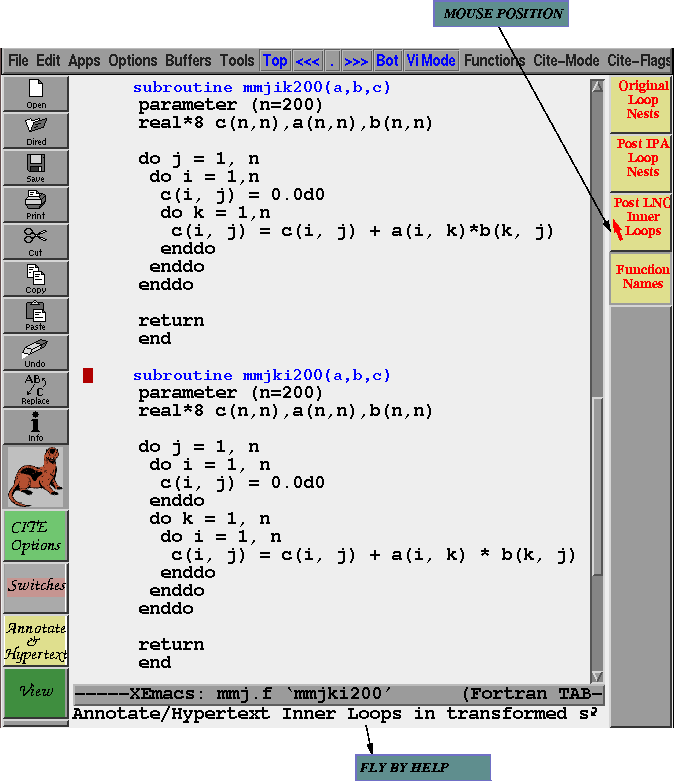 MOUSE POSITION
File Edit Apps Options Buffers Tools Top <<< . >>> Bot Vi Mode Functions Cite-Mode Cite-Flags
Open
Dired
Save
Print
Cut
Copy
Paste
Undo
AB
C
Replace
i
Info
CITE
Options
Switches
Annotate
&
Hypertext
View
subroutine mmjik200(a,b,c)
parameter (n=200)
real*8 c(n,n),a(n,n),b(n,n)
do j = 1, n
do i = 1,n
c(i, j) = 0.0d0
do k = 1,n
c(i, j) = c(i, j) + a(i, k)*b(k, j)
enddo
enddo
enddo
return
end
subroutine mmjki200(a,b,c)
parameter (n=200)
real*8 c(n,n),a(n,n),b(n,n)
do j = 1, n
do i = 1, n
c(i, j) = 0.0d0
enddo
do k = 1, n
do i = 1, n
c(i, j) = c(i, j) + a(i, k) * b(k, j)
enddo
enddo
enddo
return
end
Original
Loop
Nests
Post IPA
Loop
Nests
Post LNO
Inner
Loops
Function
Names
-----XEmacs: mmj.f `mmjki200' (Fortran TAB-
Annotate/Hypertext Inner Loops in transformed s
FLY BY HELP